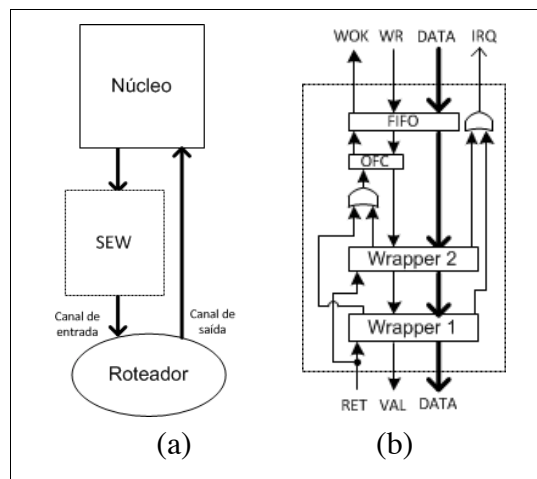 Núcleo
SEW
Canal de
entrada
Canal de
saída
Roteador
(a)
WOK WR DATA IRQ
FIFO
OFC
Wrapper 2
Wrapper 1
RET VAL DATA
(b)